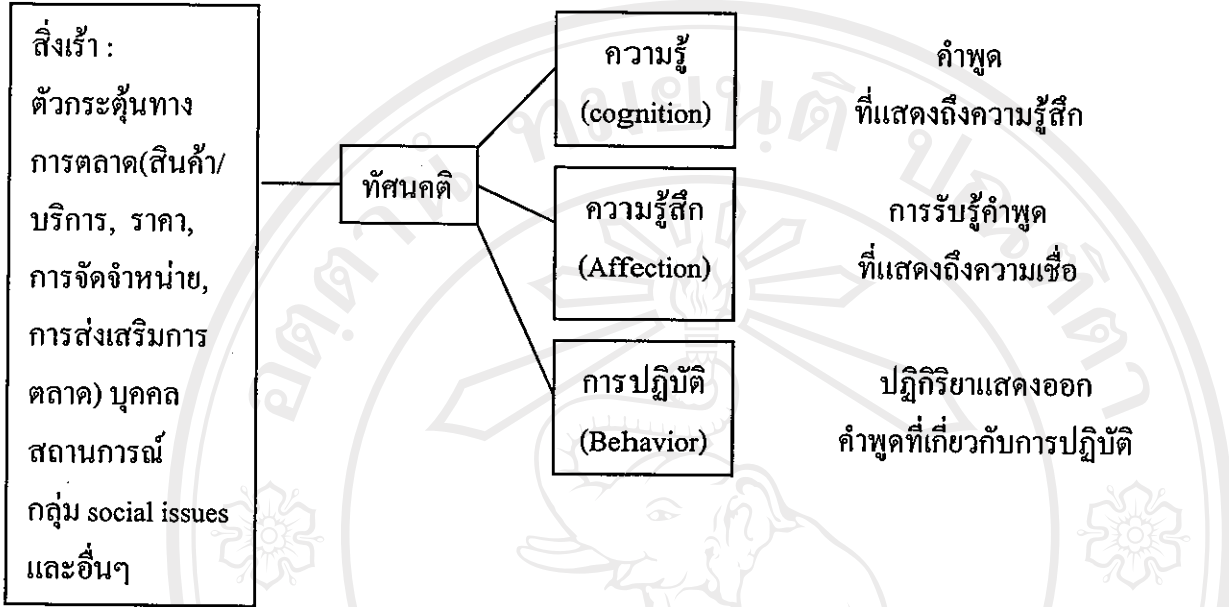 สิ่งเร้า :
ตัวกระตุ้นทาง
การตลาด(สินค้า/
บริการ, ราคา,
การจัดจำหน่าย,
การส่งเสริมการ
ตลาด) บุคคล
สถานการณ์
กลุ่ม social issues
และอื่นๆ
ทัศนคติ
ความรู้
(cognition)
คำพูด
ที่แสดงถึงความรู้สึก
ความรู้สึก
(Affection)
การรับรู้คำพูด
ที่แสดงถึงความเชื่อ
การปฏิบัติ
(Behavior)
ปฏิกิริยาแสดงออก
คำพูดที่เกี่ยวกับการปฏิบัติ